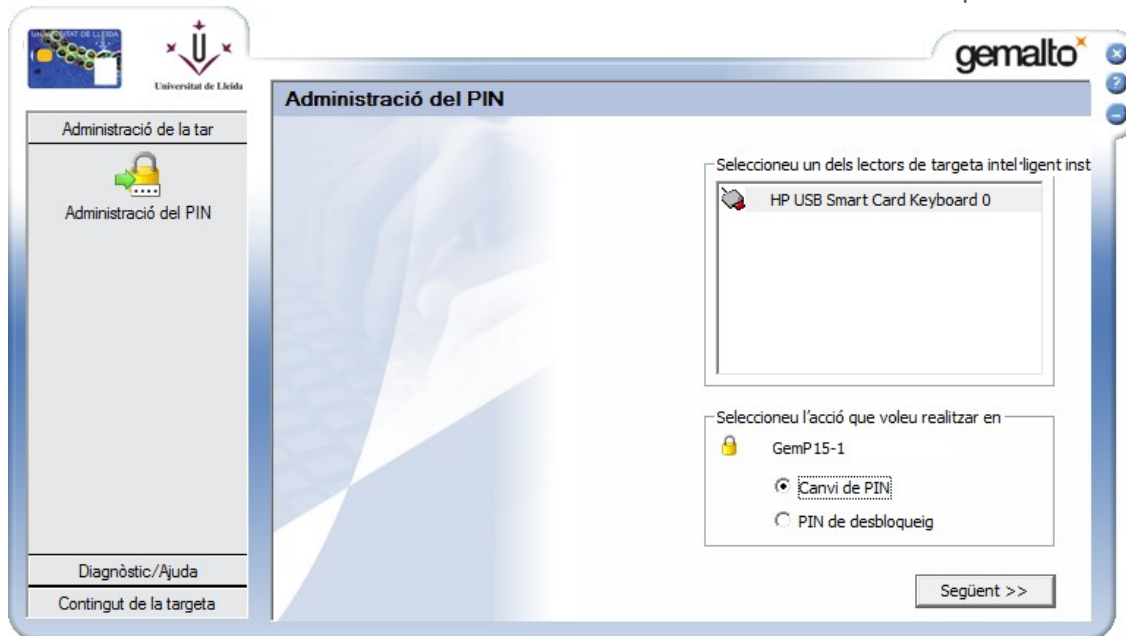 UNIVERSITAT DE LLEIDA
Universitat de Lleida
gemalto
Administració del PIN
Administració de la tar
Administració del PIN
Seleccioneu un dels lectors de targeta intel·ligent inst
HP USB Smart Card Keyboard 0
Seleccioneu l'acció que voleu realitzar en
GemP15-1
Canvi de PIN
PIN de desbloqueig
Diagnòstic/Ajuda
Contingut de la targeta
Següent >>